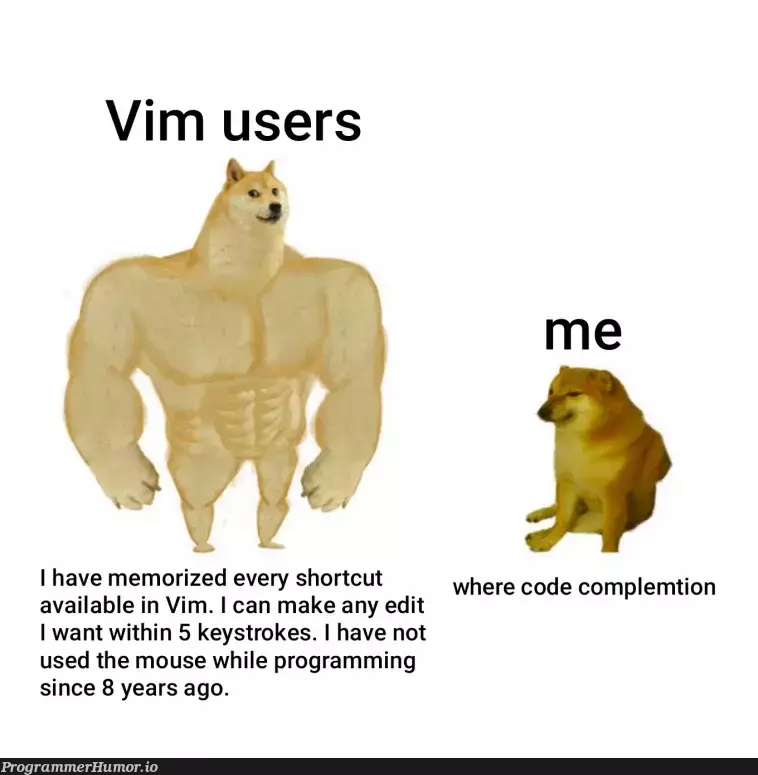 Vim users
me
I have memorized every shortcut
available in Vim. I can make any edit
I want within 5 keystrokes. I have not
used the mouse while programming
since 8 years ago.
where code complemtion
ProgrammerHumor.io